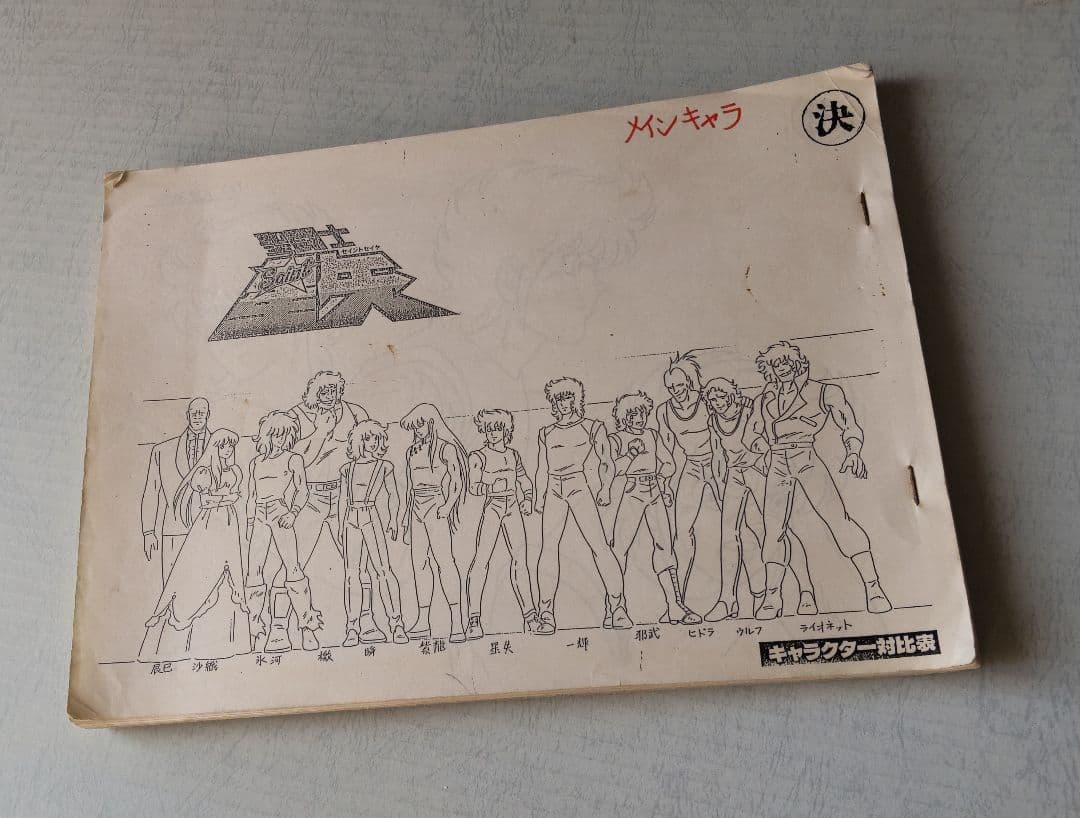 メインキャラ
決
聖闘士
セイントセイヤ
Saint
星矢
辰巳 沙織 氷河 檄 瞬 紫龍 星矢 一輝 邪武 ヒドラ ウルフ ライオネット
キャラクター対比表